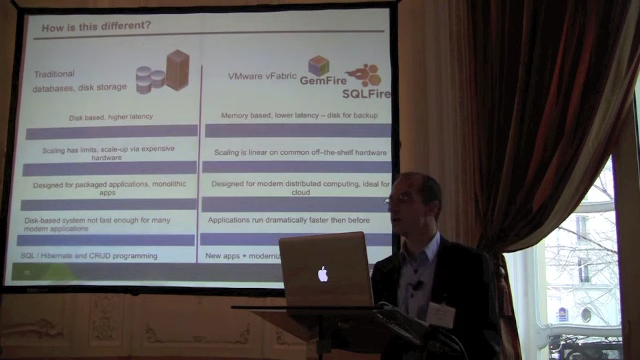 How is this different?
Traditional
databases, disk storage
VMware vFabric
GemFire
SQLFire
Disk based, higher latency
Memory based, lower latency – disk for backup
Scaling has limits, scale-up via expensive
hardware
Scaling is linear on common off–the-shelf hardware
Designed for packaged applications, monolithic
apps
Designed for modern distributed computing, ideal for
cloud
Disk-based system not fast enough for many
modern applications
Applications run dramatically faster then before
SQL / Hibernate and CRUD programming
New apps + moderni